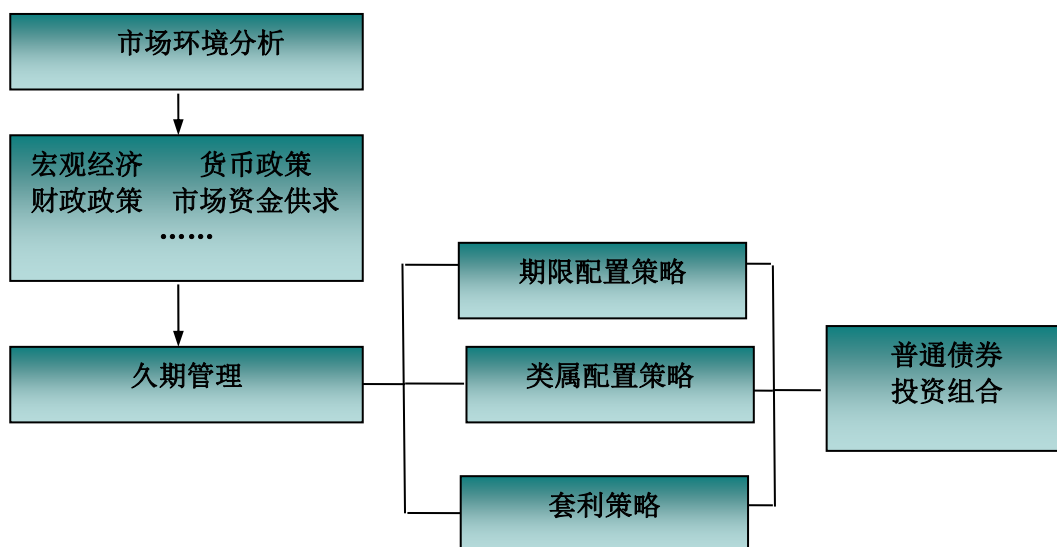 市场环境分析
宏观经济 货币政策
财政政策 市场资金供求
……
期限配置策略
久期管理
类属配置策略
普通债券
投资组合
套利策略